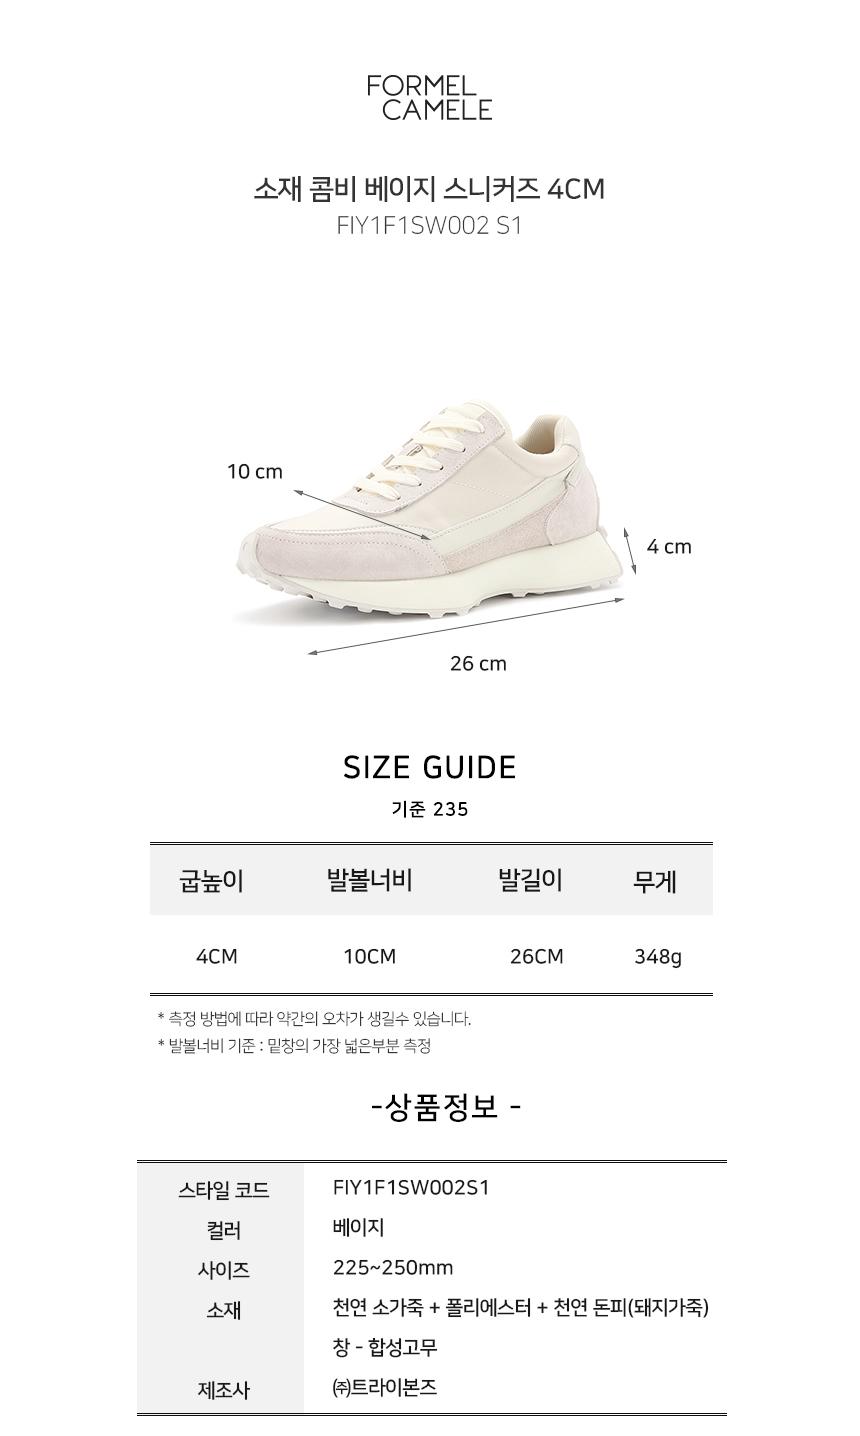 FORMEL
CAMELE
소재 콤비 베이지 스니커즈 4CM
FIY1F1SW002 S1
10 cm
4 cm
26 cm
SIZE GUIDE
기준 235
굽높이 발볼너비 발길이 무게
4CM 10CM 26CM 348g
* 측정 방법에 따라 약간의 오차가 생길수 있습니다.
* 발볼너비 기준 : 밑창의 가장 넓은부분 측정
-상품정보 -
스타일 코드 FIY1F1SW002S1
컬러 베이지
사이즈 225~250mm
소재 천연 소가죽 + 폴리에스터 + 천연 돈피(돼지가죽)
창 - 합성고무
제조사 ㈜트라이본즈